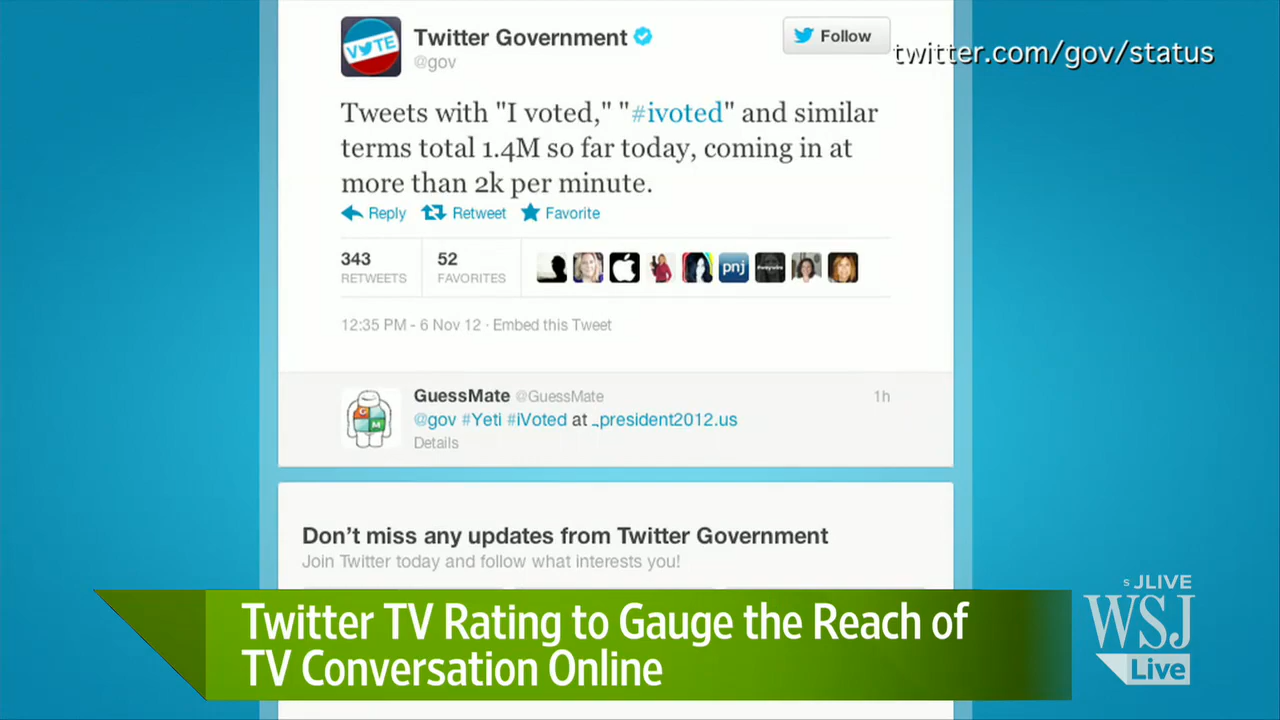 VOTE
Twitter Government
@gov
Follow
twitter.com/gov/status
Tweets with "I voted," "#ivoted" and similar
terms total 1.4M so far today, coming in at
more than 2k per minute.
Reply Retweet Favorite
343 52
RETWEETS FAVORITES
pnj
12:35 PM - 6 Nov 12 · Embed this Tweet
GuessMate @GuessMate 1h
@gov #Yeti #iVoted at ..president2012.us
Details
Don't miss any updates from Twitter Government
Join Twitter today and follow what interests you!
Twitter TV Rating to Gauge the Reach of
TV Conversation Online
S JLIVE
WSJ
Live